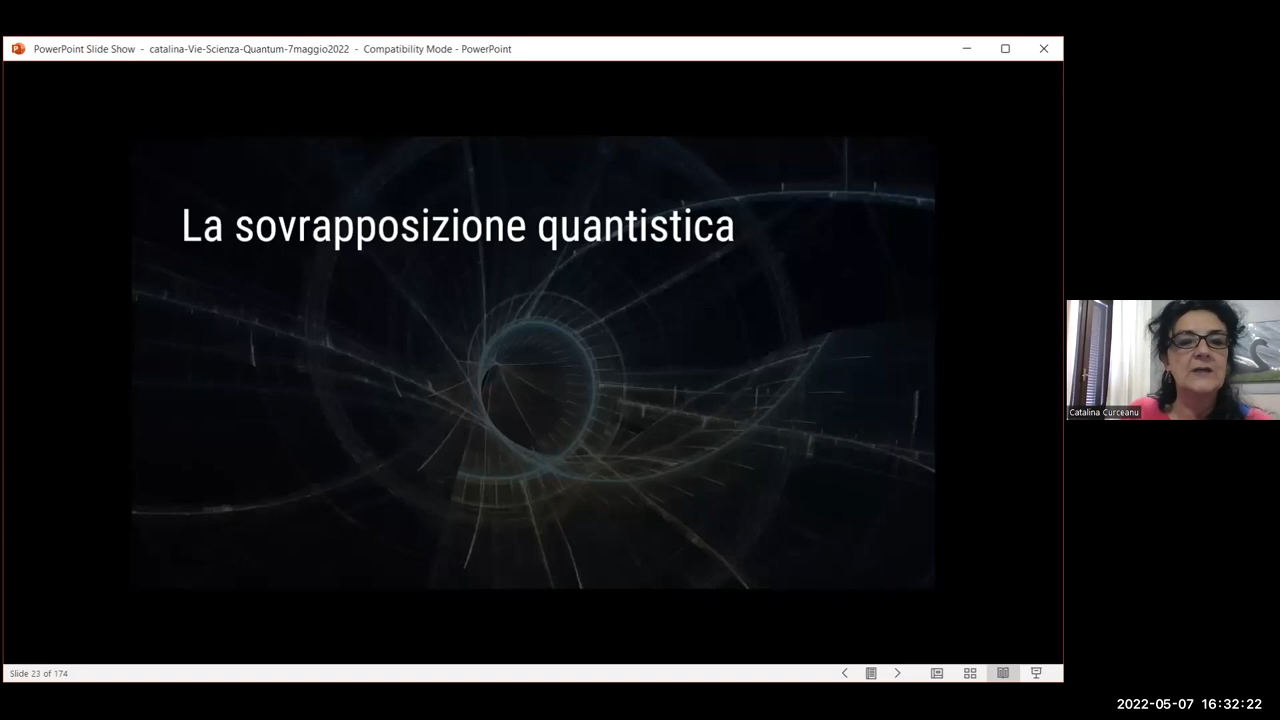 PowerPoint Slide Show - catalina-Vie-Scienza-Quantum-7maggio2022 - Compatibility Mode - PowerPoint
La sovrapposizione quantistica
Catalina Curceanu
Slide 23 of 174
2022-05-07 16:32:22